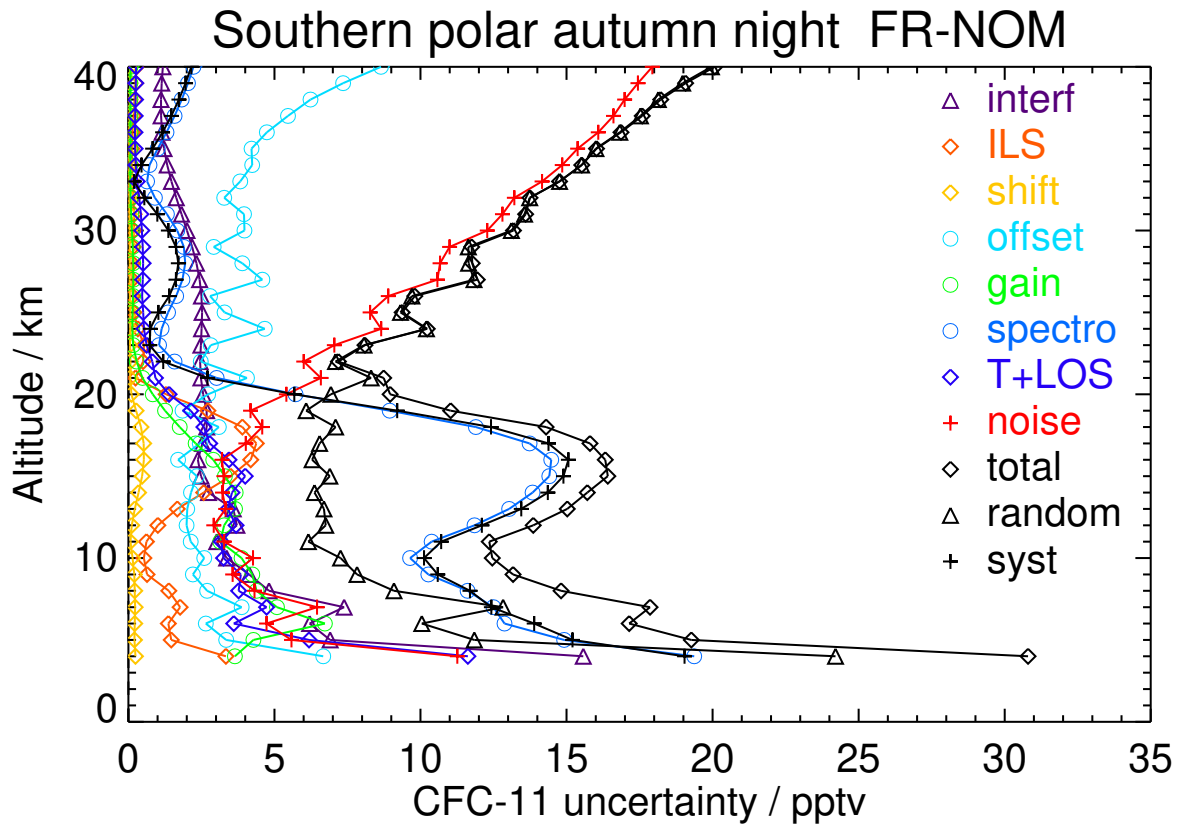 Southern polar autumn night FR-NOM
40
30
20
10
0
Altitude / km
interf
ILS
shift
offset
gain
spectro
T+LOS
noise
total
random
syst
0 5 10 15 20 25 30 35
CFC-11 uncertainty / pptv